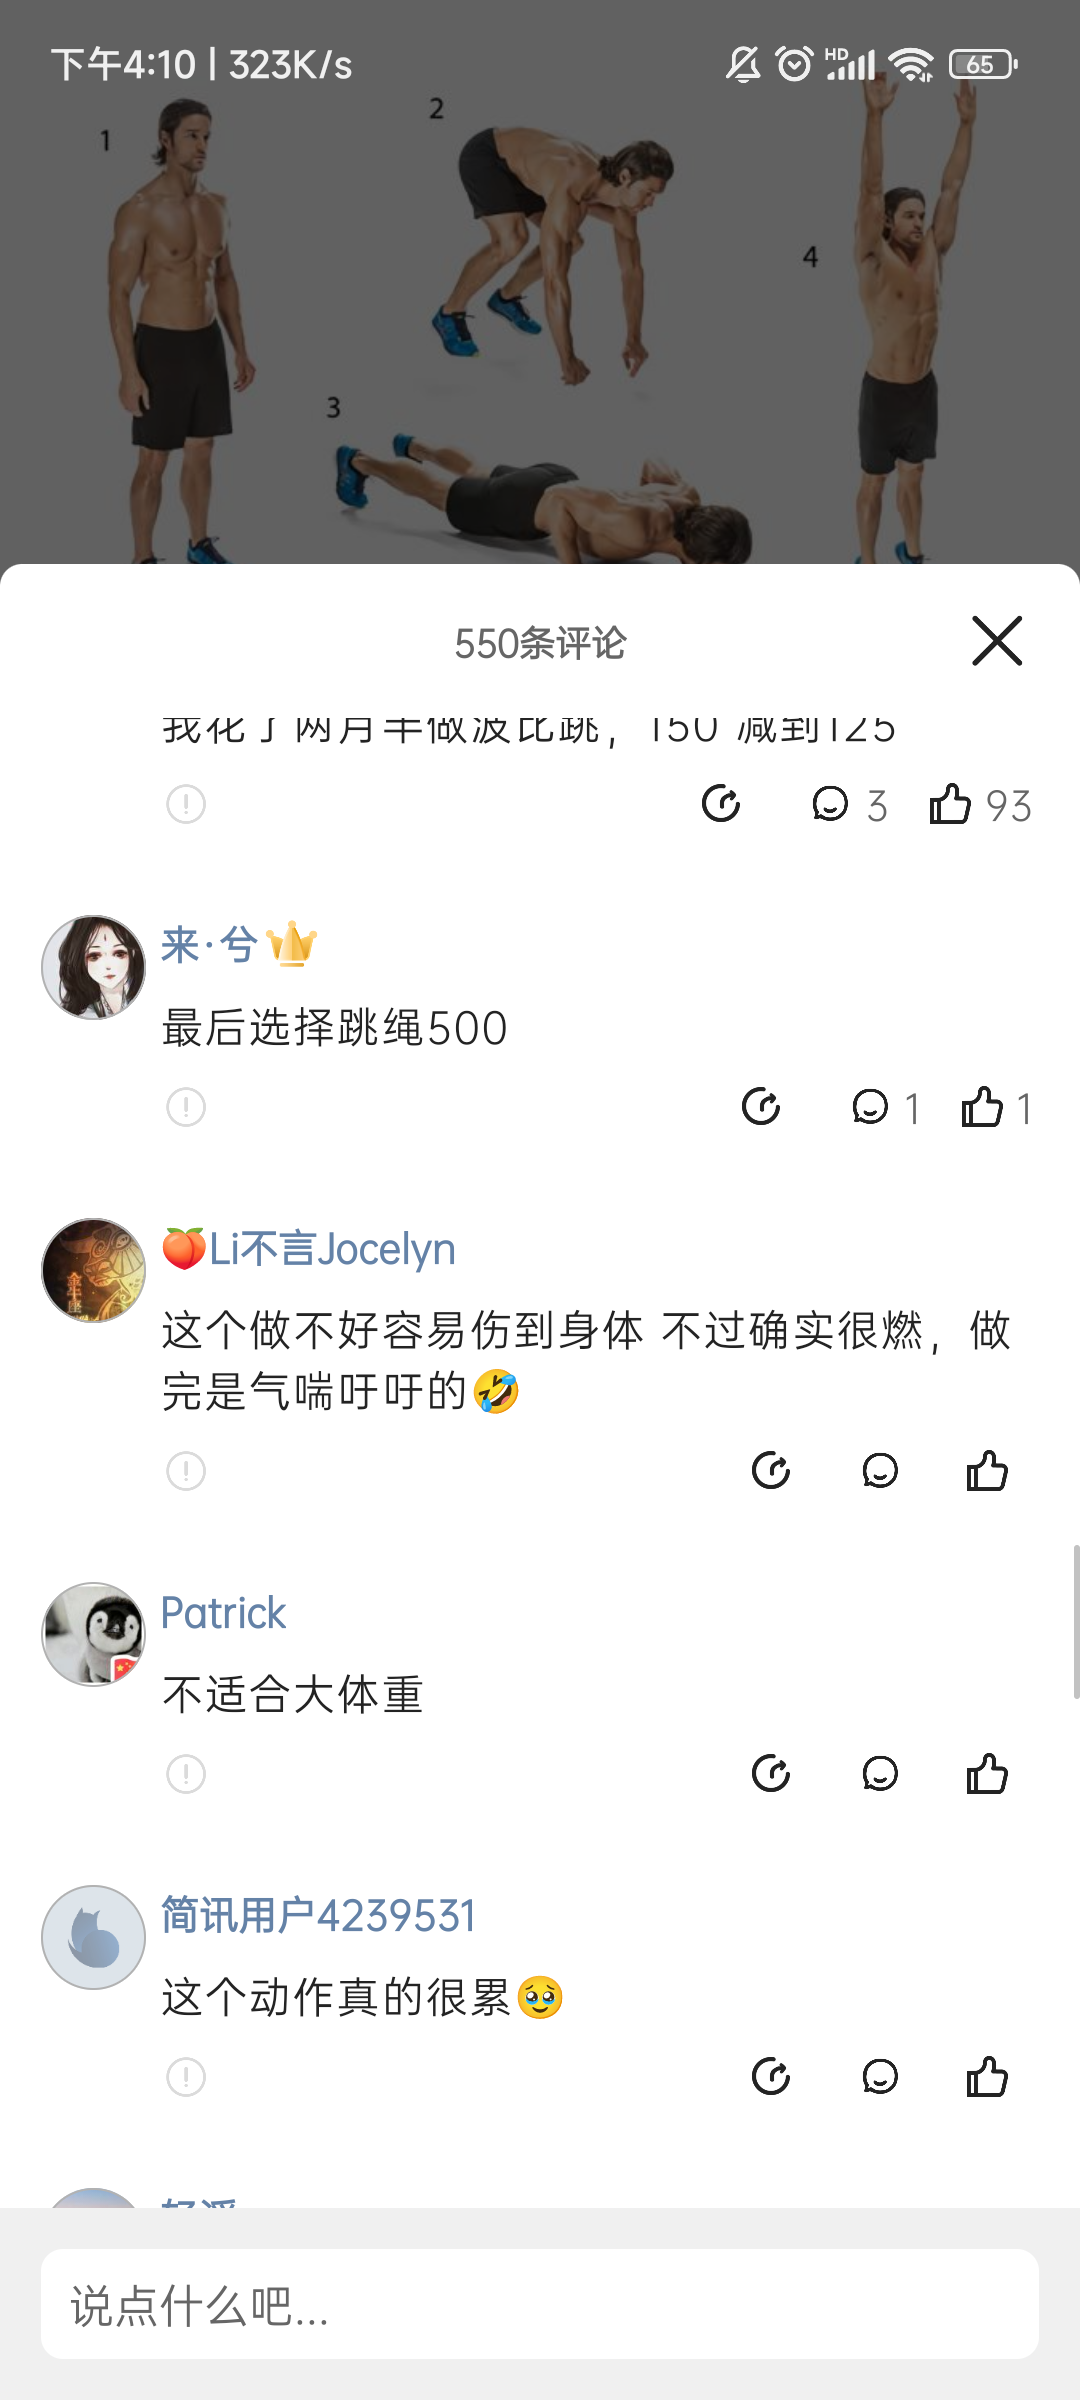 下午4:10 | 323K/s
HD
65
1
2
3
4
550条评论
我花了两月半做波比跳，150 减到125
3
93
来·兮
最后选择跳绳500
1
1
🍑Li不言Jocelyn
这个做不好容易伤到身体 不过确实很燃，做
完是气喘吁吁的🤣
Patrick
不适合大体重
简讯用户4239531
这个动作真的很累🥹
说点什么吧...